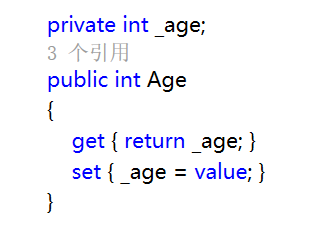 private int _age;
3 个引用
public int Age
{
get { return _age; }
set { _age = value; }
}